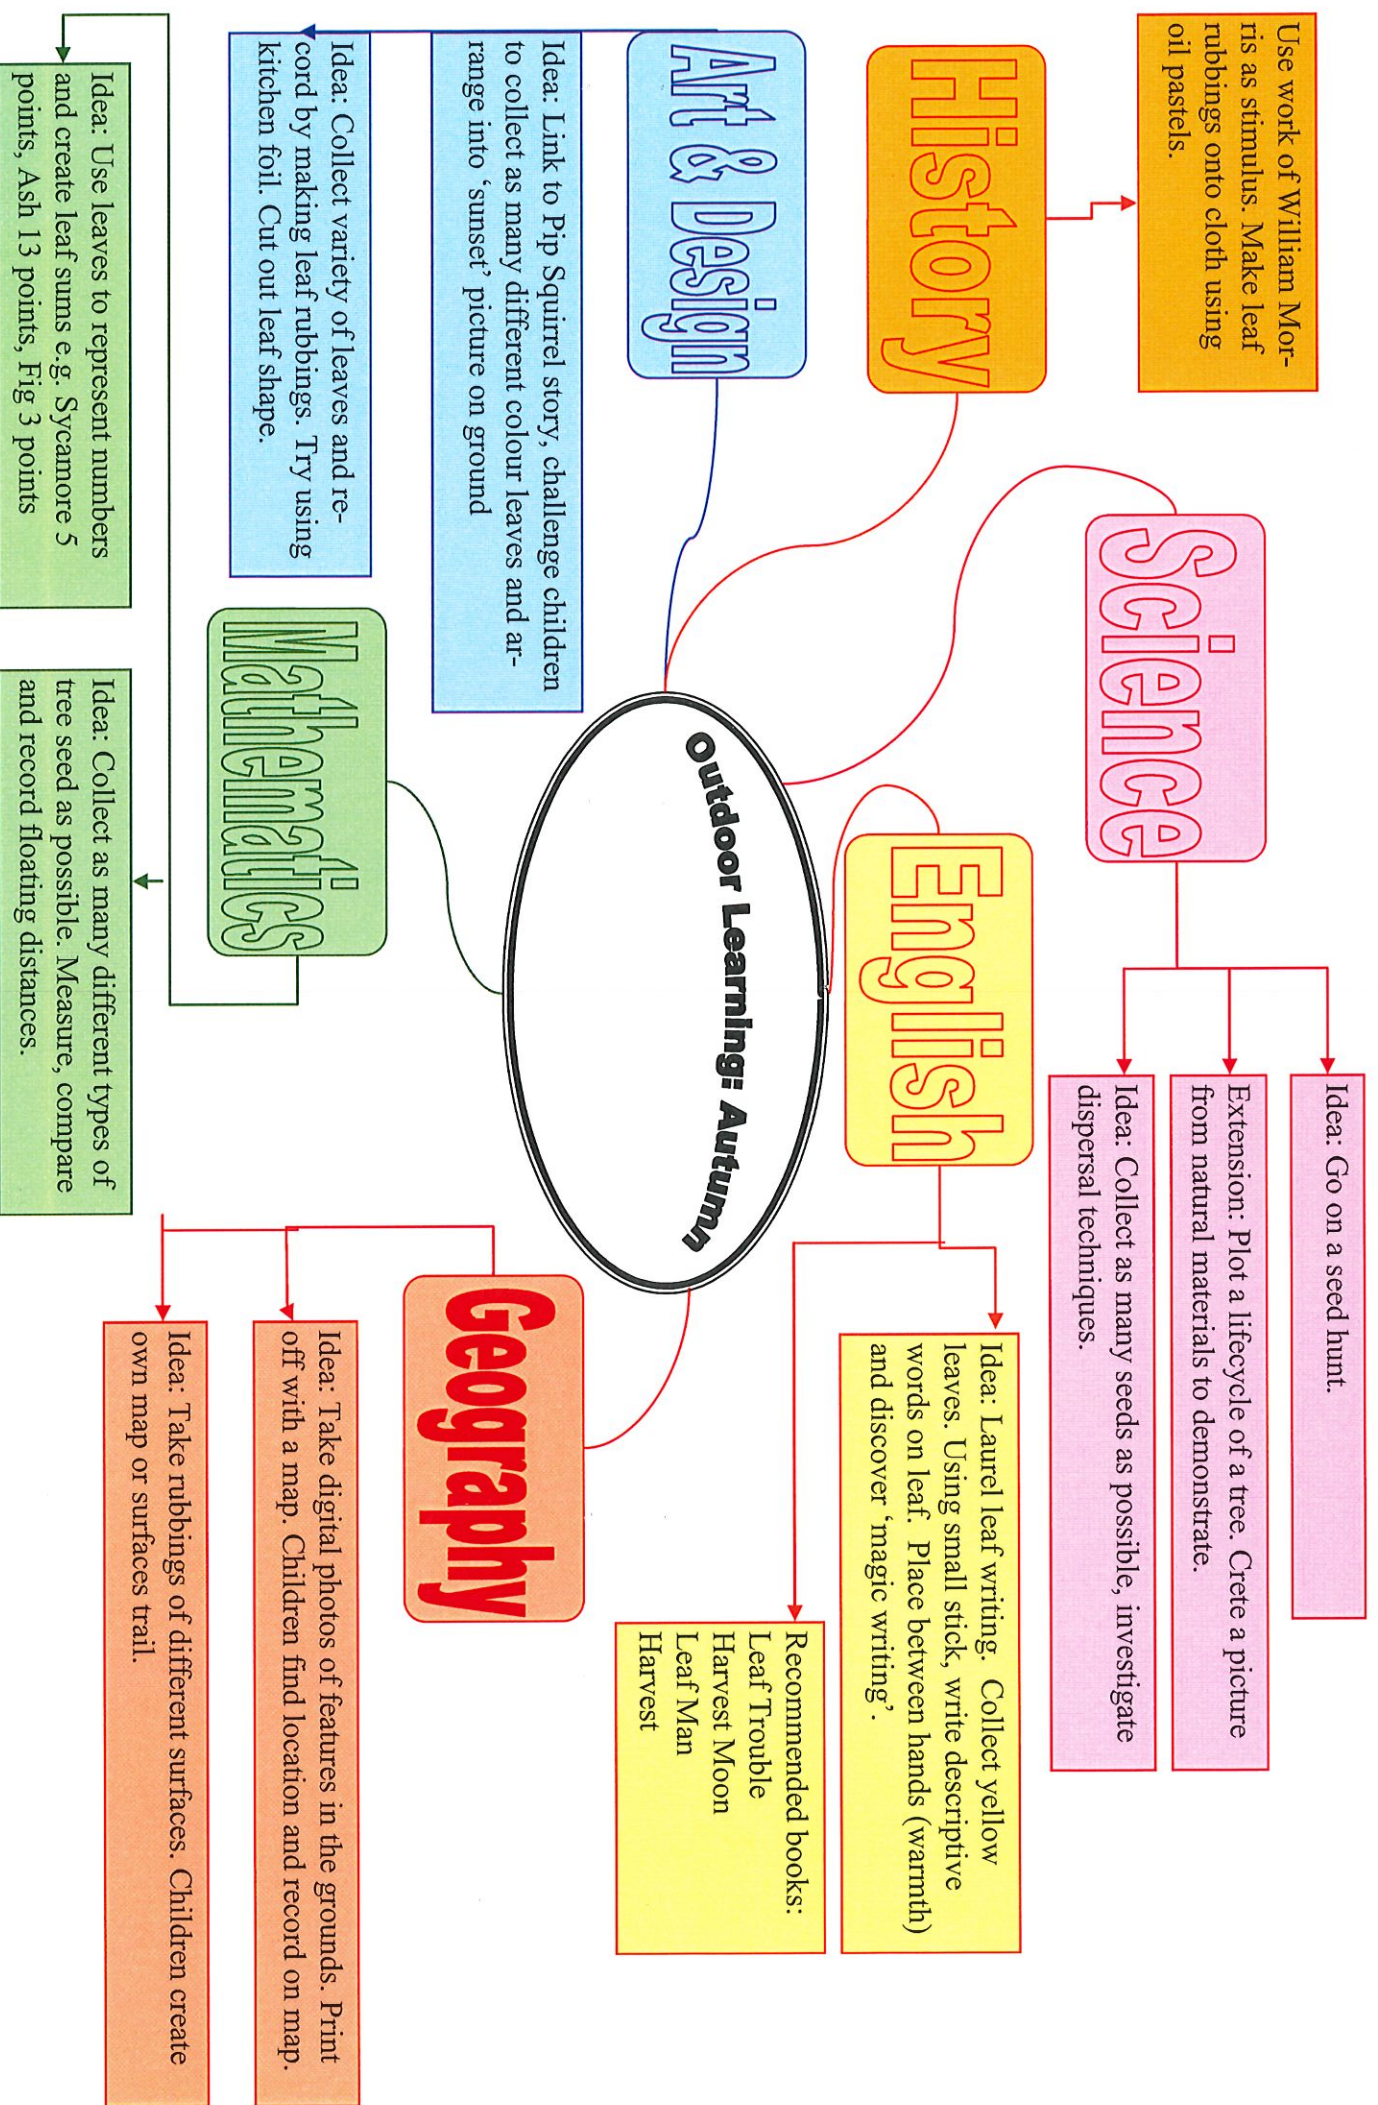 Use work of William Mor-
ris as stimulus. Make leaf
rubbings onto cloth using
oil pastels.
History
Science
Idea: Go on a seed hunt.
Extension: Plot a lifecycle of a tree. Crete a picture
from natural materials to demonstrate.
Idea: Collect as many seeds as possible, investigate
dispersal techniques.
English
Idea: Laurel leaf writing. Collect yellow
leaves. Using small stick, write descriptive
words on leaf. Place between hands (warmth)
and discover ‘magic writing’.
Recommended books:
Leaf Trouble
Harvest Moon
Leaf Man
Harvest
Art & Design
Idea: Link to Pip Squirrel story, challenge children
to collect as many different colour leaves and ar-
range into ‘sunset’ picture on ground
Idea: Collect variety of leaves and re-
cord by making leaf rubbings. Try using
kitchen foil. Cut out leaf shape.
Outdoor Learning: Autumn
Geography
Idea: Take digital photos of features in the grounds. Print
off with a map. Children find location and record on map.
Idea: Take rubbings of different surfaces. Children create
own map or surfaces trail.
Mathematics
Idea: Use leaves to represent numbers
and create leaf sums e.g. Sycamore 5
points, Ash 13 points, Fig 3 points
Idea: Collect as many different types of
tree seed as possible. Measure, compare
and record floating distances.